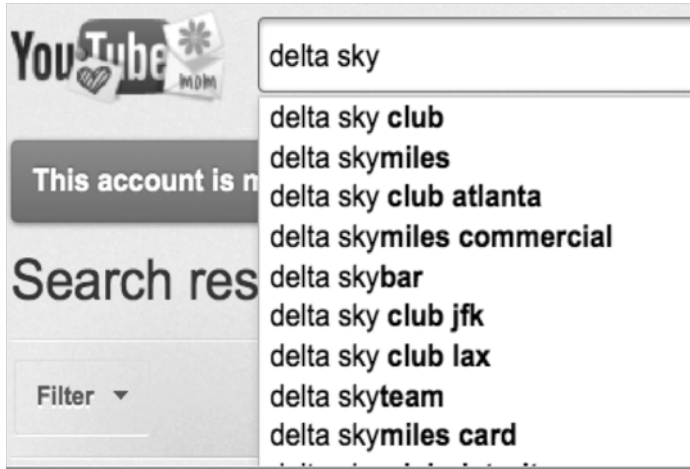 YouTube
MOM
delta sky
delta sky club
delta skymiles
This account is m
delta sky club atlanta
delta skymiles commercial
Search res
delta skybar
delta sky club jfk
delta sky club lax
Filter
delta skyteam
delta skymiles card